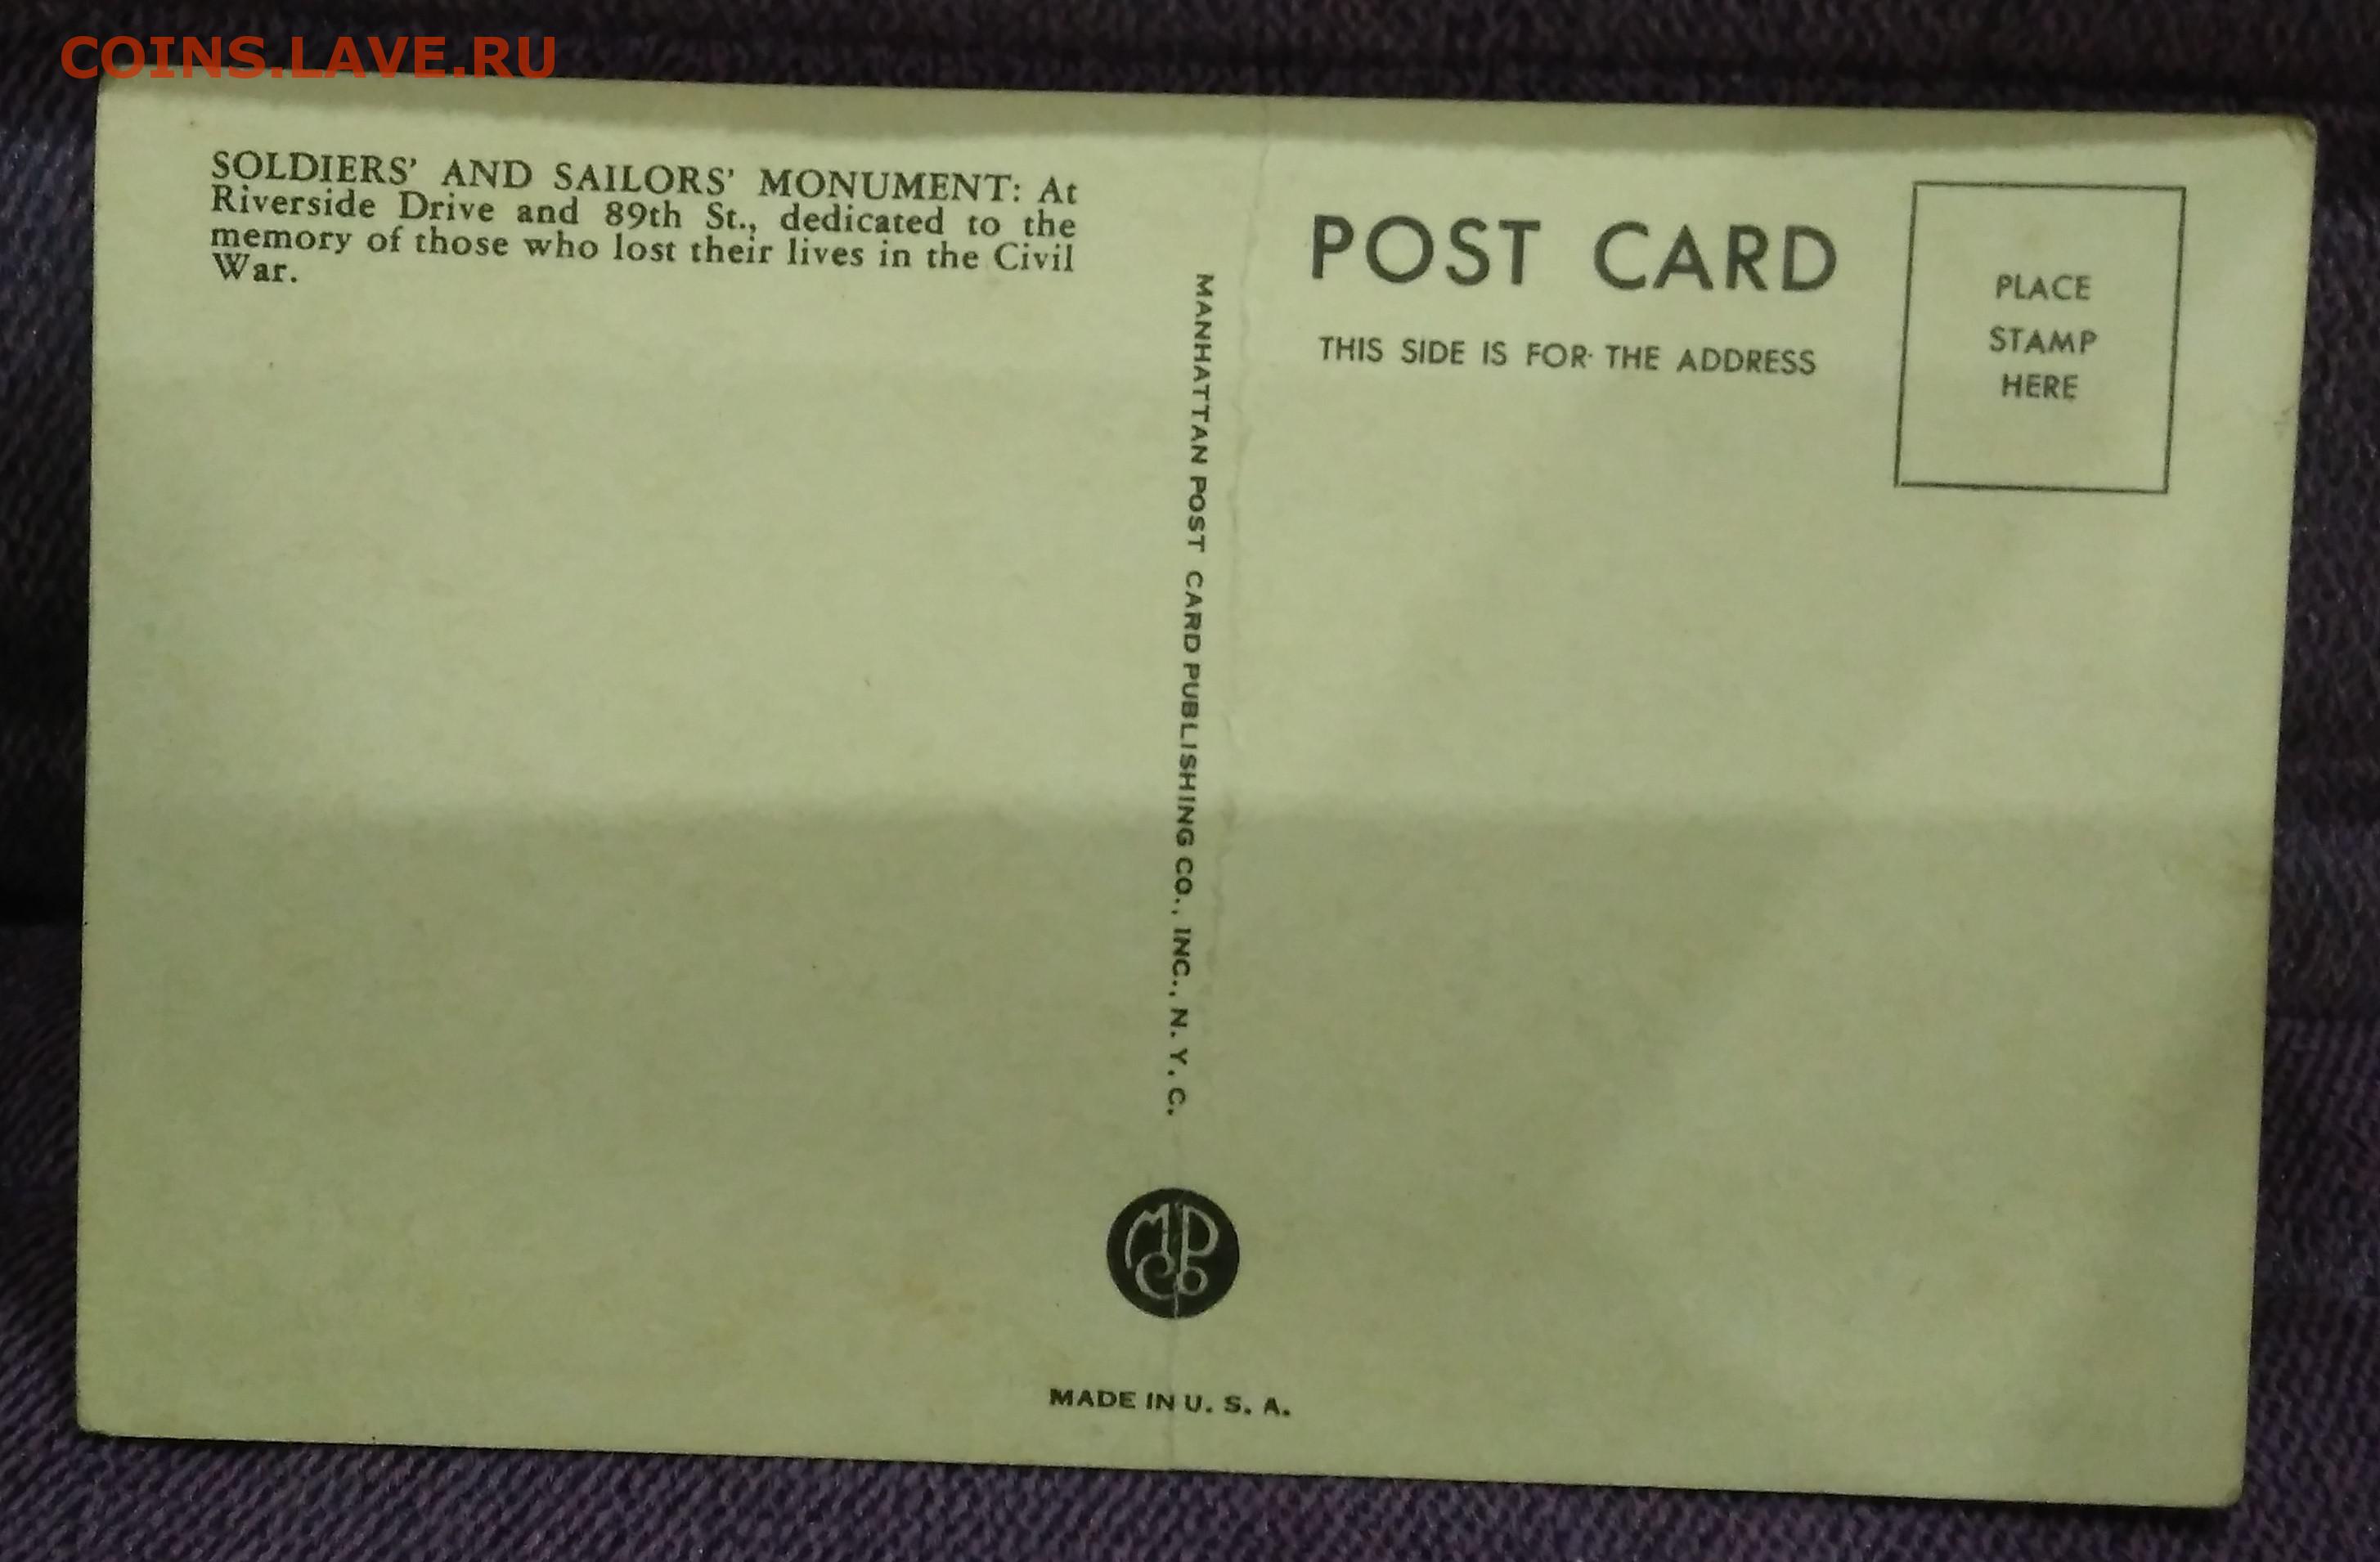 COINS.LAVE.RU
SOLDIERS' AND SAILORS' MONUMENT: At
Riverside Drive and 89th St., dedicated to the
memory of those who lost their lives in the Civil
War.
MANHATTAN POST CARD PUBLISHING CO., INC., N. Y. C.
POST CARD
THIS SIDE IS FOR THE ADDRESS
PLACE
STAMP
HERE
MPCo
MADE IN U. S. A.